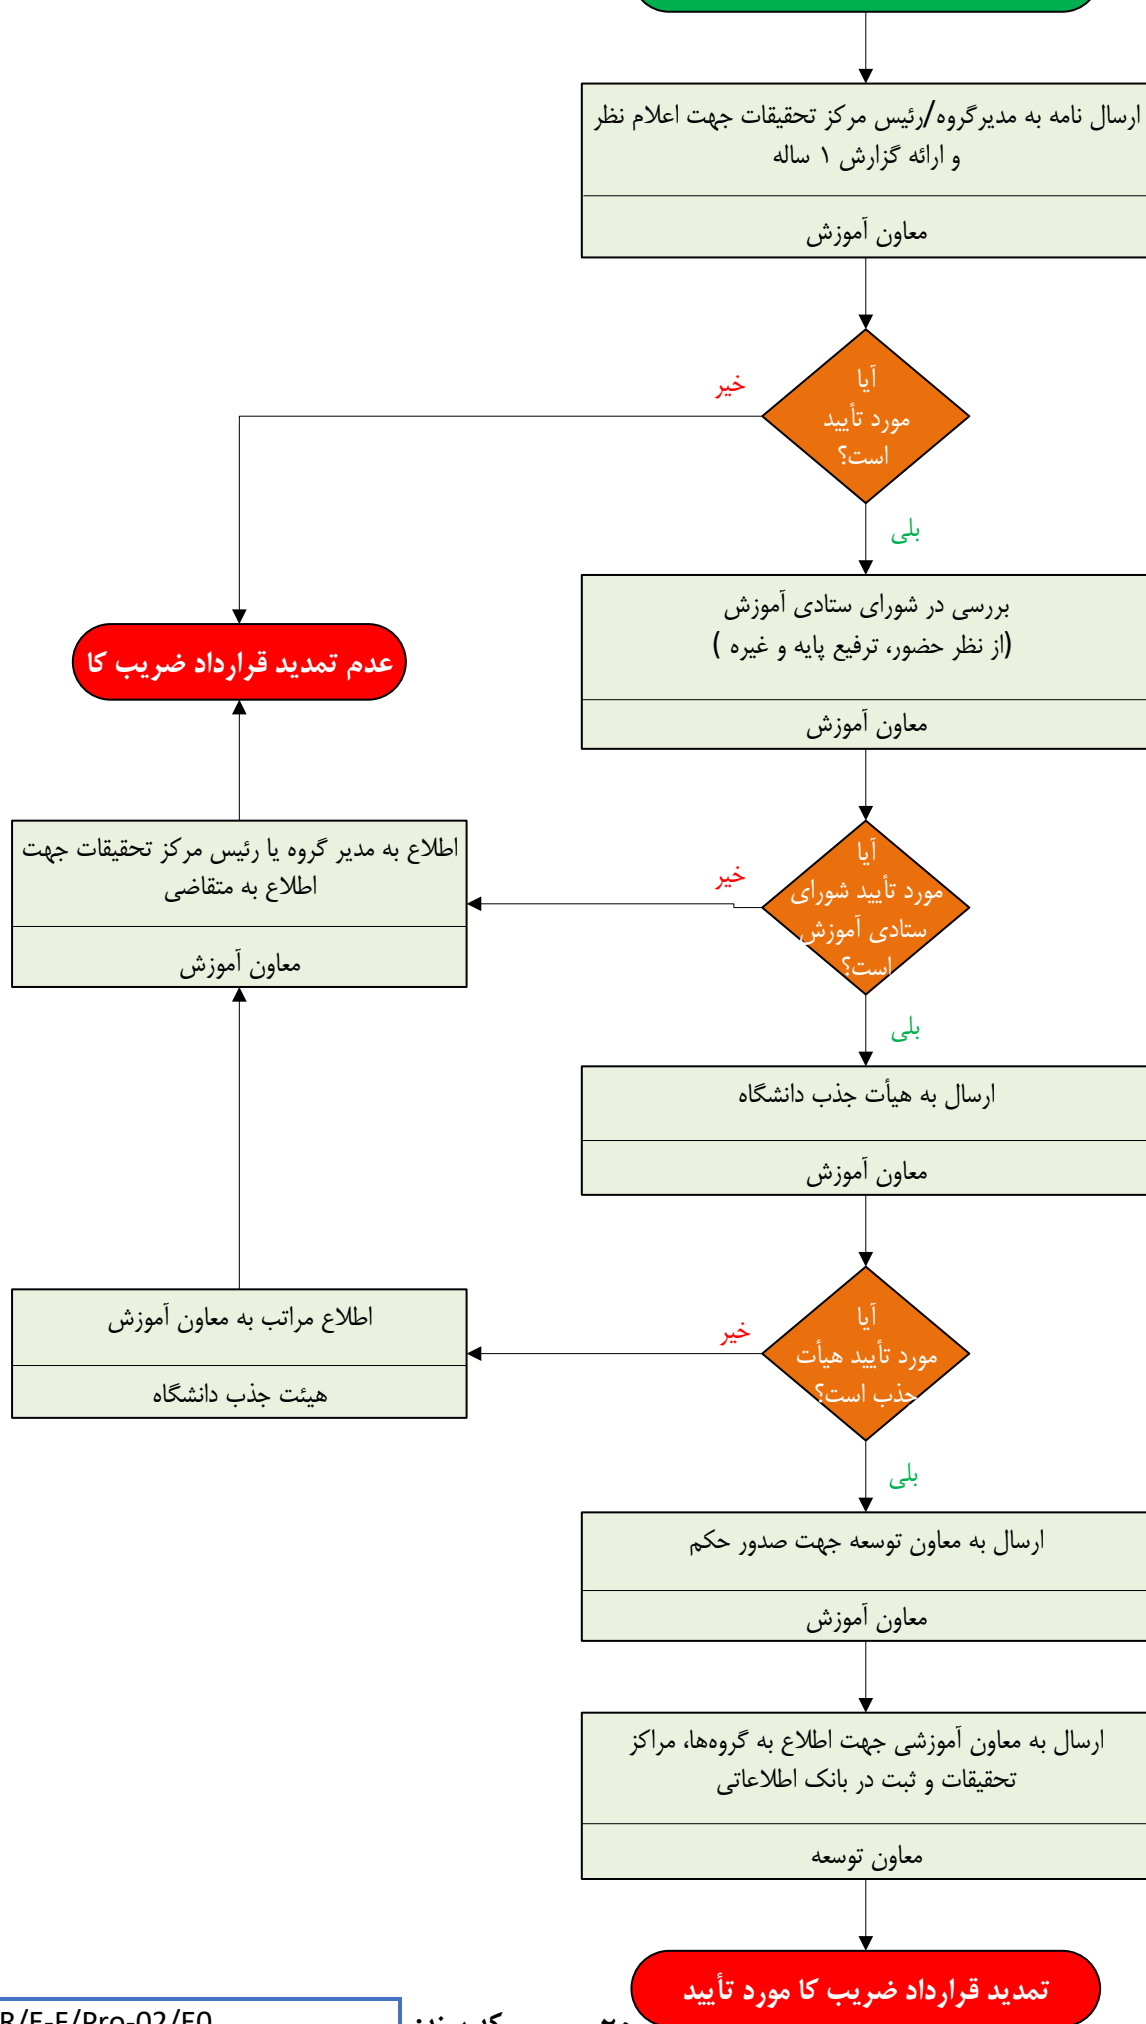 ارسال نامه به مدیرگروه/رئیس مرکز تحقیقات جهت اعلام نظر
و ارائه گزارش ۱ ساله
معاون آموزش
آیا
مورد تأیید
است؟
خیر
بلی
بررسی در شورای ستادی آموزش
(از نظر حضور، ترفیع پایه و غیره )
معاون آموزش
عدم تمدید قرارداد ضریب کا
آیا
مورد تأیید شورای
ستادی آموزش
است؟
خیر
اطلاع به مدیر گروه یا رئیس مرکز تحقیقات جهت
اطلاع به متقاضی
معاون آموزش
بلی
ارسال به هیأت جذب دانشگاه
معاون آموزش
آیا
مورد تأیید هیأت
جذب است؟
خیر
اطلاع مراتب به معاون آموزش
هیئت جذب دانشگاه
بلی
ارسال به معاون توسعه جهت صدور حکم
معاون آموزش
ارسال به معاون آموزشی جهت اطلاع به گروه‌ها، مراکز
تحقیقات و ثبت در بانک اطلاعاتی
معاون توسعه
تمدید قرارداد ضریب کا مورد تأیید